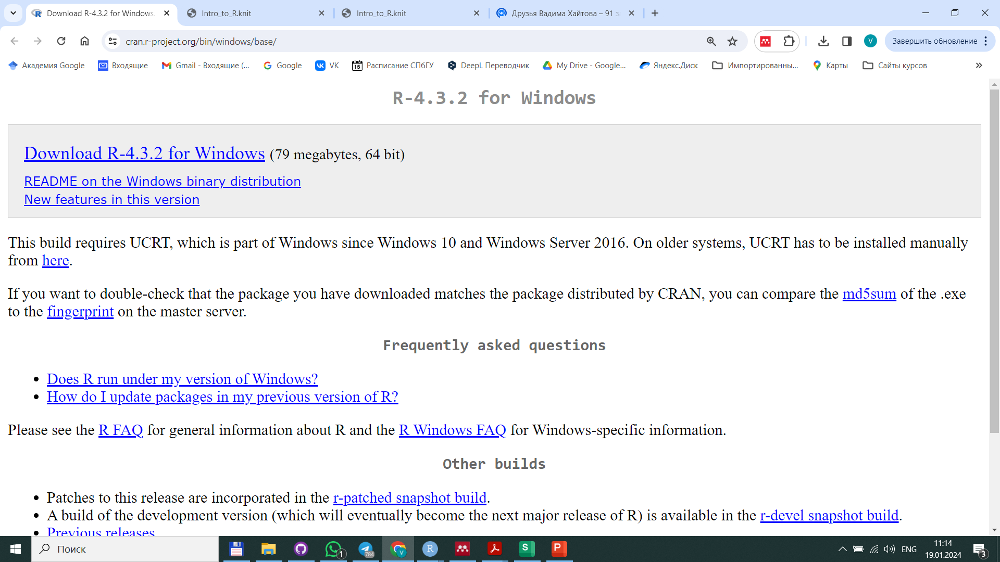 Download R-4.3.2 for Windows.
Intro_to_R.knit
Intro_to_R.knit
Друзья Вадима Хайтова – 91 з
cran.r-project.org/bin/windows/base/
V
Завершить обновление
Академия Google
Входящие
Gmail - Входящие (...
Google
VK
15
Расписание СПбГУ
DeepL Переводчик
My Drive - Google...
Яндекс.Диск
Импортированны...
Карты
Сайты курсов
R-4.3.2 for Windows
Download R-4.3.2 for Windows (79 megabytes, 64 bit)
README on the Windows binary distribution
New features in this version
This build requires UCRT, which is part of Windows since Windows 10 and Windows Server 2016. On older systems, UCRT has to be installed manually
from here.
If you want to double-check that the package you have downloaded matches the package distributed by CRAN, you can compare the md5sum of the .exe
to the fingerprint on the master server.
Frequently asked questions
Does R run under my version of Windows?
How do I update packages in my previous version of R?
Please see the R FAQ for general information about R and the R Windows FAQ for Windows-specific information.
Other builds
Patches to this release are incorporated in the r-patched snapshot build.
A build of the development version (which will eventually become the next major release of R) is available in the r-devel snapshot build.
Previous releases
Поиск
1
784
V
R
S
P
ENG
11:14
19.01.2024
3